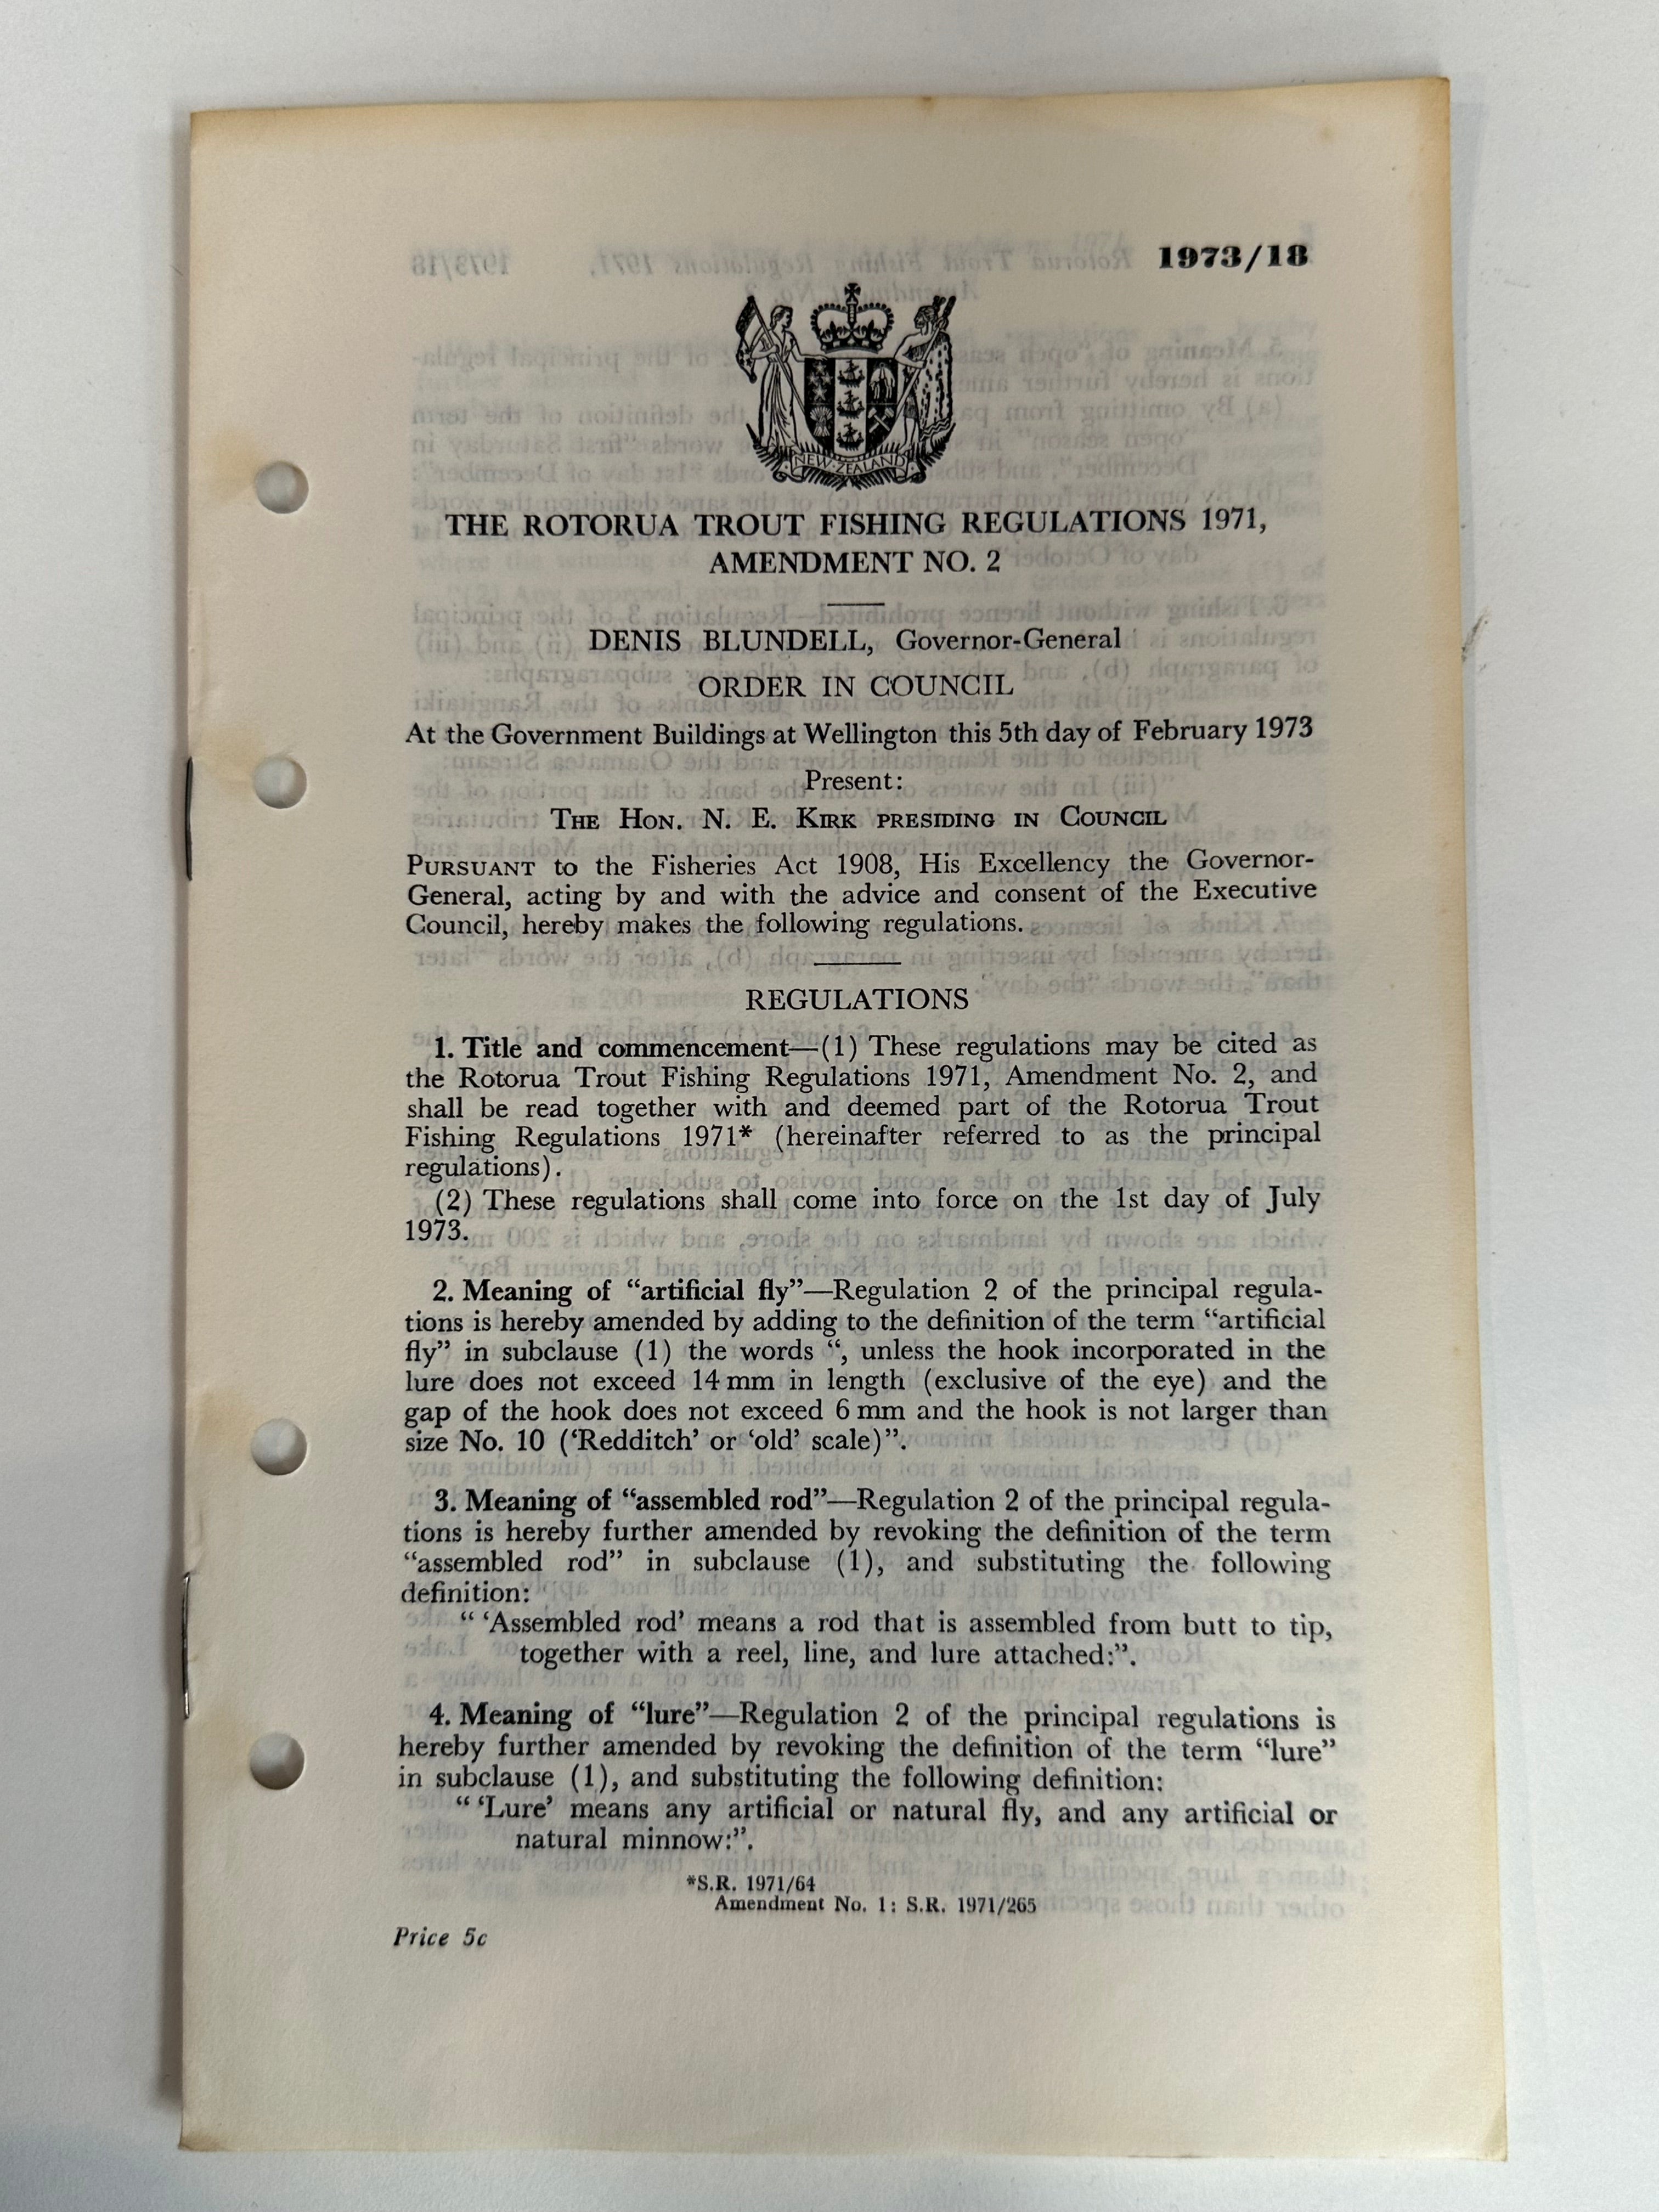 1973/18
NEW ZEALAND
THE ROTORUA TROUT FISHING REGULATIONS 1971,
AMENDMENT NO. 2
DENIS BLUNDELL, Governor-General
ORDER IN COUNCIL
At the Government Buildings at Wellington this 5th day of February 1973
Present:
THE HON. N. E. KIRK PRESIDING IN COUNCIL
PURSUANT to the Fisheries Act 1908, His Excellency the Governor-
General, acting by and with the advice and consent of the Executive
Council, hereby makes the following regulations.
REGULATIONS
1. Title and commencement—(1) These regulations may be cited as
the Rotorua Trout Fishing Regulations 1971, Amendment No. 2, and
shall be read together with and deemed part of the Rotorua Trout
Fishing Regulations 1971* (hereinafter referred to as the principal
regulations).
(2) These regulations shall come into force on the 1st day of July
1973.
2. Meaning of “artificial fly”—Regulation 2 of the principal regula-
tions is hereby amended by adding to the definition of the term “artificial
fly” in subclause (1) the words “, unless the hook incorporated in the
lure does not exceed 14 mm in length (exclusive of the eye) and the
gap of the hook does not exceed 6 mm and the hook is not larger than
size No. 10 (‘Redditch’ or ‘old’ scale)”.
3. Meaning of “assembled rod”—Regulation 2 of the principal regula-
tions is hereby further amended by revoking the definition of the term
“assembled rod” in subclause (1), and substituting the following
definition:
“ ‘Assembled rod’ means a rod that is assembled from butt to tip,
together with a reel, line, and lure attached:”.
4. Meaning of “lure”—Regulation 2 of the principal regulations is
hereby further amended by revoking the definition of the term “lure”
in subclause (1), and substituting the following definition:
“ ‘Lure’ means any artificial or natural fly, and any artificial or
natural minnow:”.
*S.R. 1971/64
Amendment No. 1: S.R. 1971/265
Price 5c